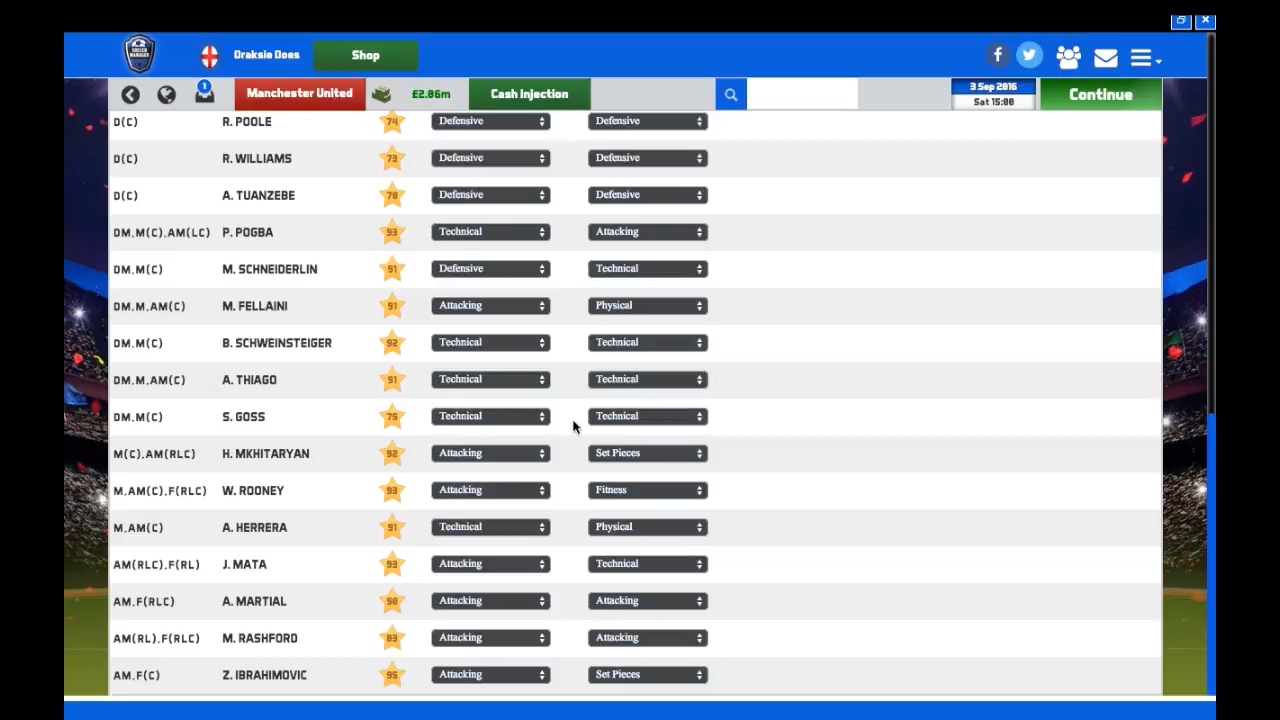 Draksie Does Shop f
1 Manchester United £2.06m Cash Injection 3 Sep 2016 Sat 15:00 Continue
D(C) R. POOLE 74 Defensive Defensive
D(C) R. WILLIAMS 73 Defensive Defensive
D(C) A. TUANZEBE 70 Defensive Defensive
DM,M(C),AM(LC) P. POGBA 93 Technical Attacking
DM,M(C) M. SCHNEIDERLIN 91 Defensive Technical
DM,M,AM(C) M. FELLAINI 91 Attacking Physical
DM,M(C) B. SCHWEINSTEIGER 92 Technical Technical
DM,M,AM(C) A. THIAGO 91 Technical Technical
DM,M(C) S. GOSS 75 Technical Technical
M(C),AM(RLC) H. MKHITARYAN 92 Attacking Set Pieces
M,AM(C),F(RLC) W. ROONEY 93 Attacking Fitness
M,AM(C) A. HERRERA 91 Technical Physical
AM(RLC),F(RL) J. MATA 93 Attacking Technical
AM,F(RLC) A. MARTIAL 90 Attacking Attacking
AM(RL),F(RLC) M. RASHFORD 83 Attacking Attacking
AM,F(C) Z. IBRAHIMOVIC 95 Attacking Set Pieces